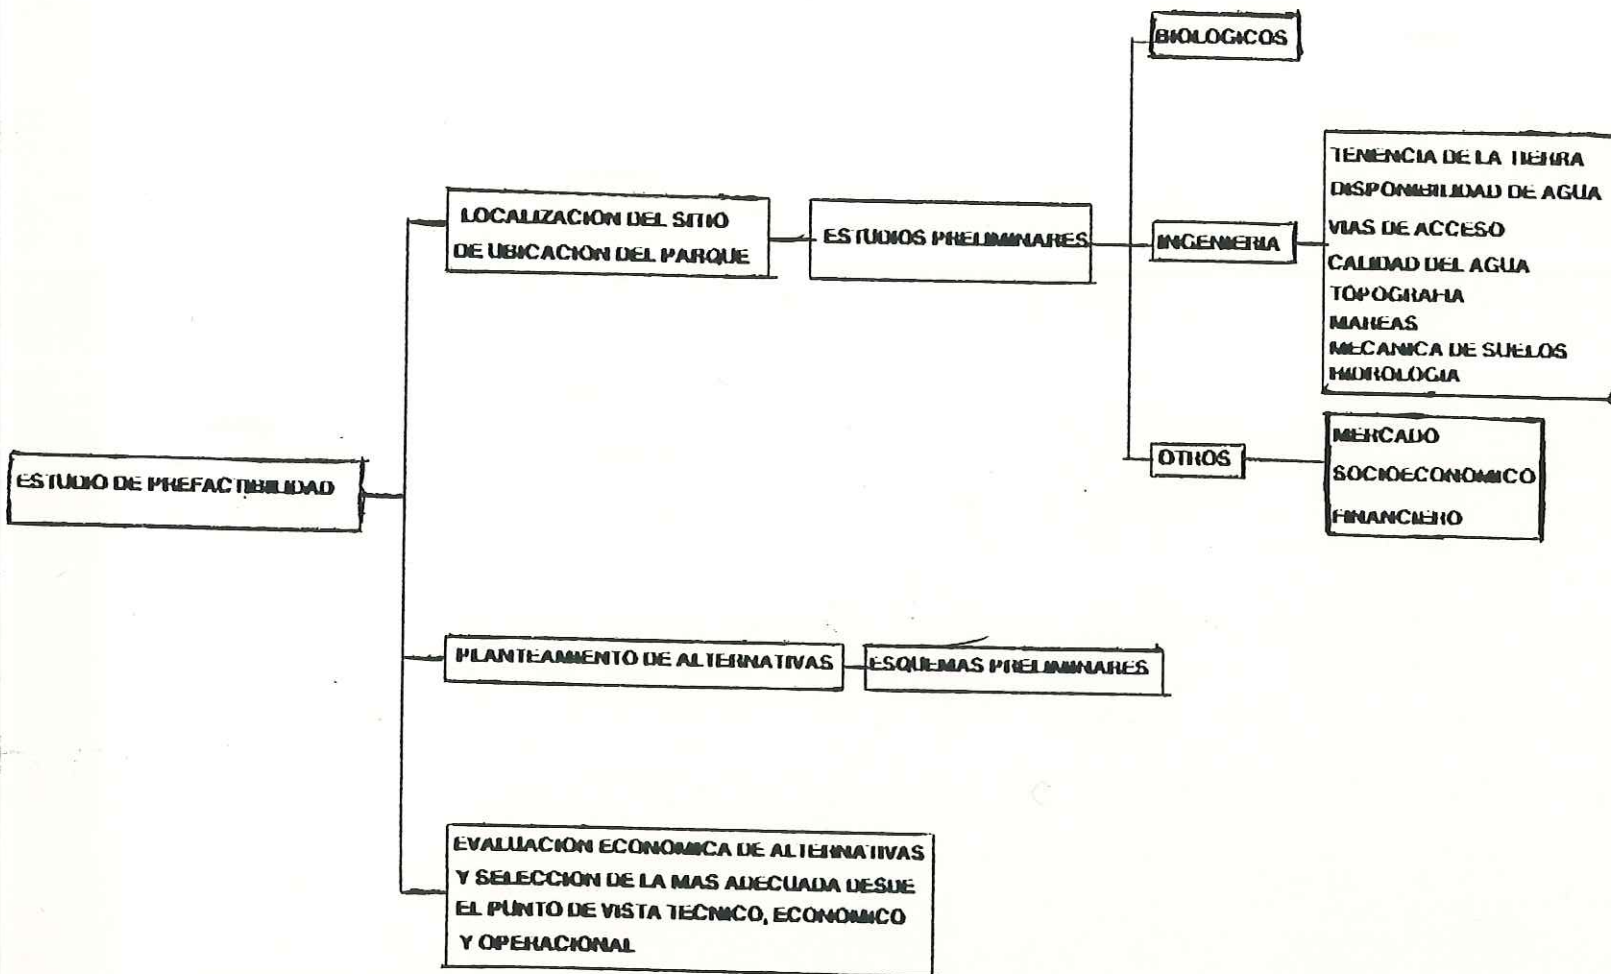 BIOLOGICOS
TENENCIA DE LA TIERRA
DISPONIBILIDAD DE AGUA
VIAS DE ACCESO
CALIDAD DEL AGUA
TOPOGRAFIA
MAREAS
MECANICA DE SUELOS
HIDROLOGIA
LOCALIZACION DEL SITIO
DE UBICACION DEL PARQUE
ESTUDIOS PRELIMINARES
INGENIERIA
OTROS
MERCADO
SOCIOECONOMICO
FINANCIERO
ESTUDIO DE PREFACTIBILIDAD
PLANTEAMIENTO DE ALTERNATIVAS
ESQUEMAS PRELIMINARES
EVALUACION ECONOMICA DE ALTERNATIVAS
Y SELECCION DE LA MAS ADECUADA DESDE
EL PUNTO DE VISTA TECNICO, ECONOMICO
Y OPERACIONAL